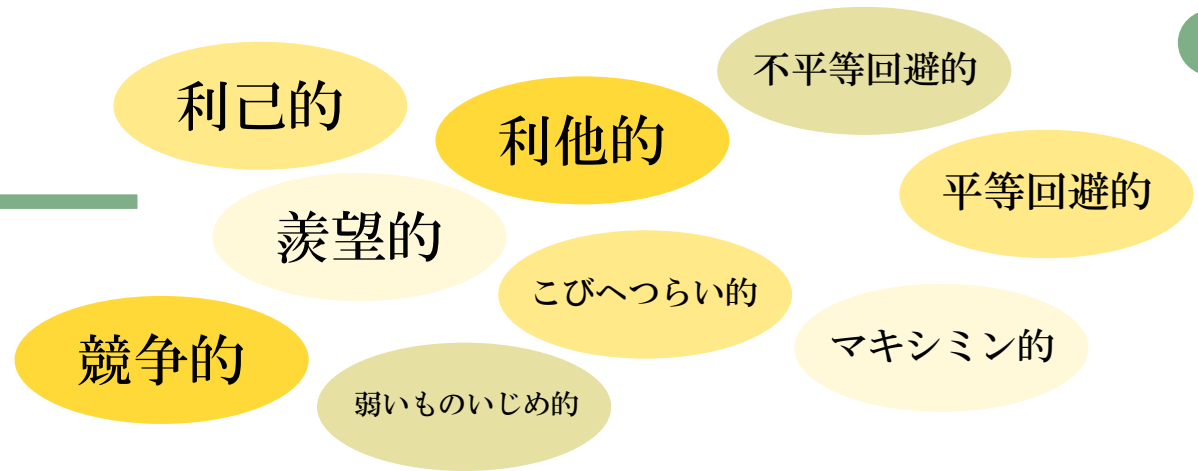 利己的
利他的
不平等回避的
平等回避的
羨望的
こびへつらい的
マキシミン的
競争的
弱いものいじめ的